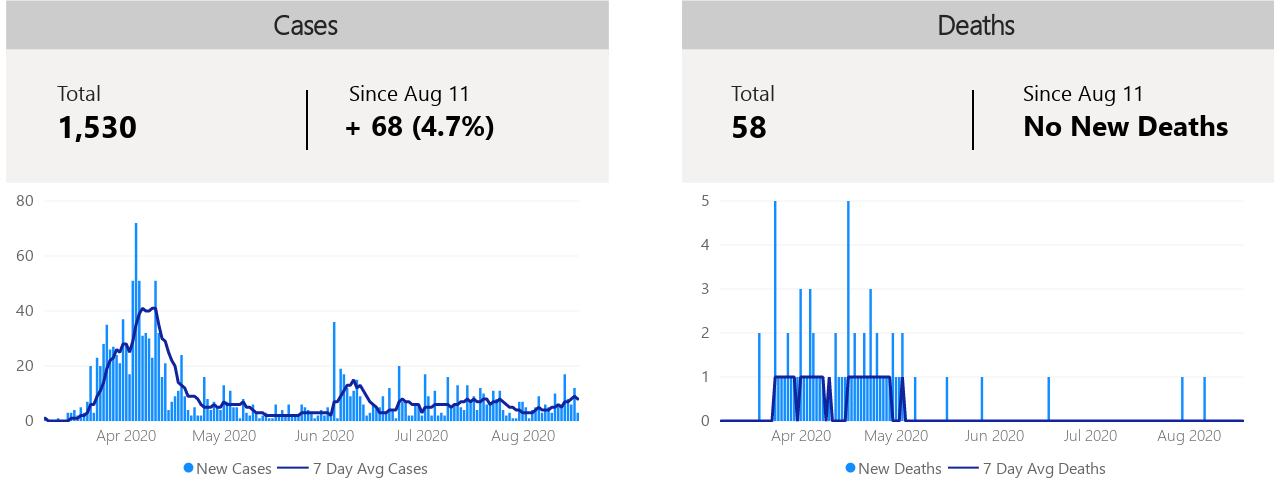 Cases
Total
1,530
Since Aug 11
+ 68 (4.7%)
80
60
40
20
0
Apr 2020 May 2020 Jun 2020 Jul 2020 Aug 2020
New Cases 7 Day Avg Cases
Deaths
Total
58
Since Aug 11
No New Deaths
5
4
3
2
1
0
Apr 2020 May 2020 Jun 2020 Jul 2020 Aug 2020
New Deaths 7 Day Avg Deaths